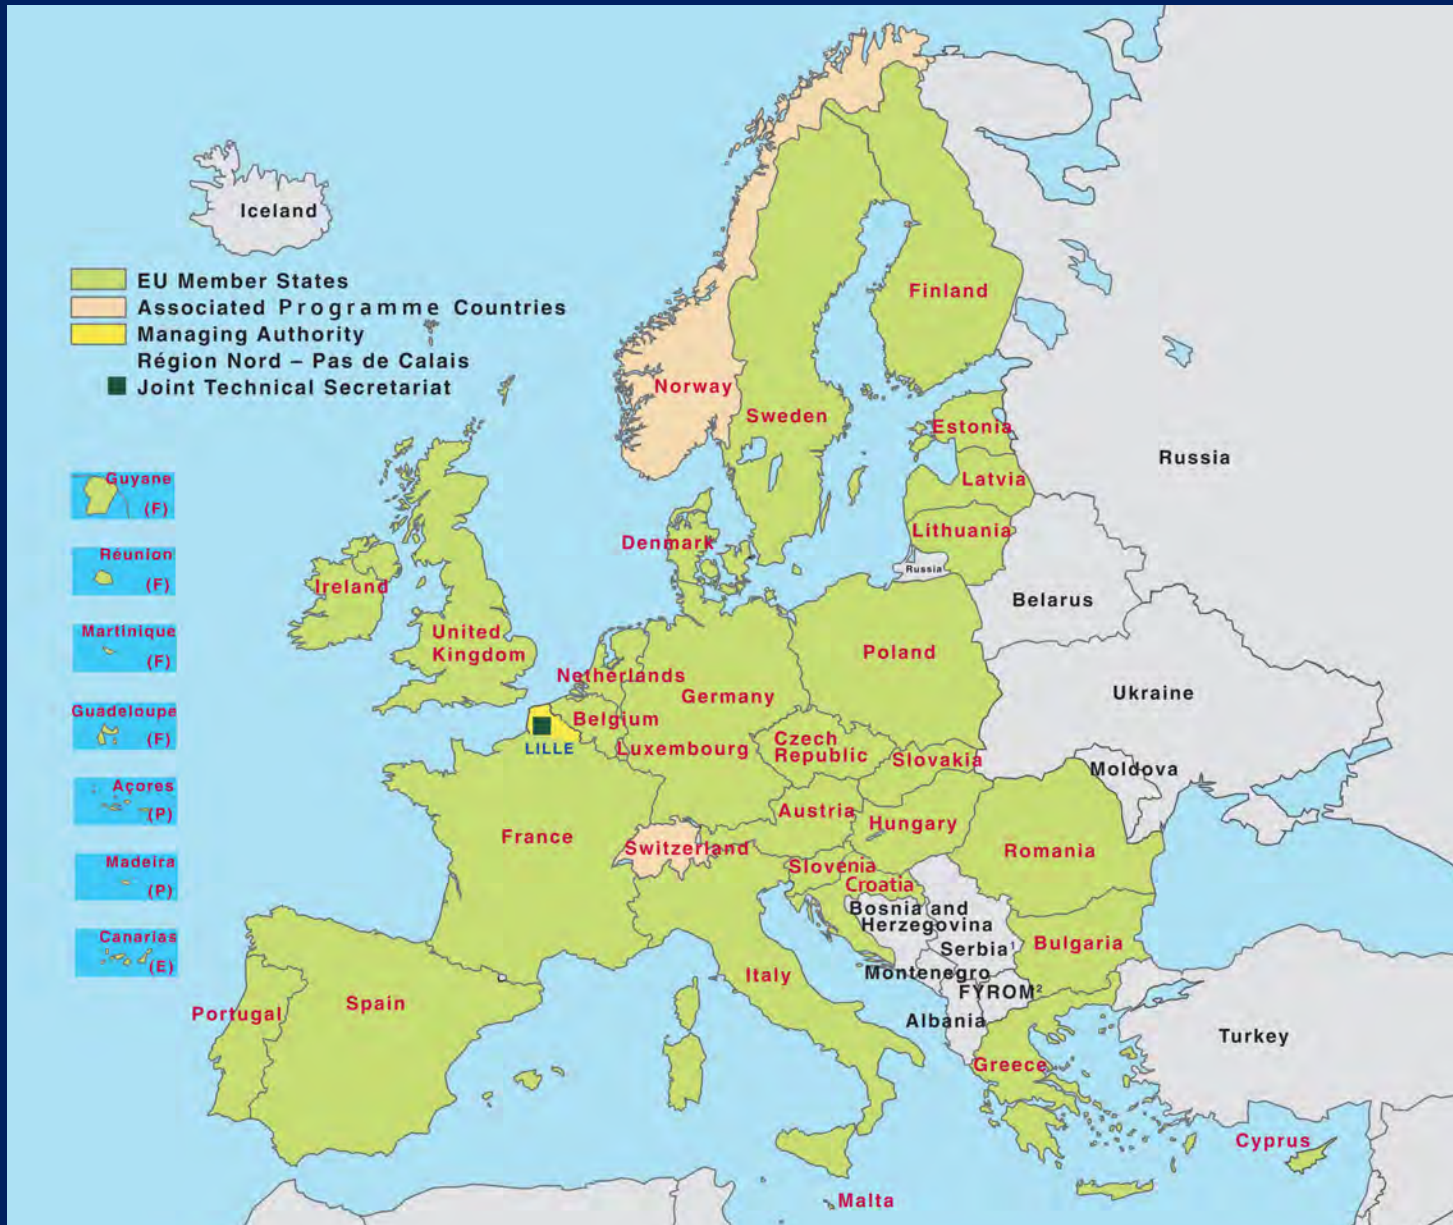 Iceland
EU Member States
Associated Programme Countries
Managing Authority
Région Nord – Pas de Calais
Joint Technical Secretariat
Finland
Norway
Sweden
Estonia
Russia
Latvia
Lithuania
Denmark
Russia
Ireland
Belarus
United
Kingdom
Poland
Netherlands
Germany
Ukraine
Belgium
LILLE
Luxembourg
Czech
Republic
Slovakia
Moldova
Austria
Hungary
France
Switzerland
Romania
Slovenia
Croatia
Bosnia and
Herzegovina
Serbia¹
Bulgaria
Montenegro
Italy
FYROM²
Spain
Portugal
Albania
Turkey
Greece
Cyprus
Malta
Guyane
(F)
Réunion
(F)
Martinique
(F)
Guadeloupe
(F)
Açores
(P)
Madeira
(P)
Canarias
(E)